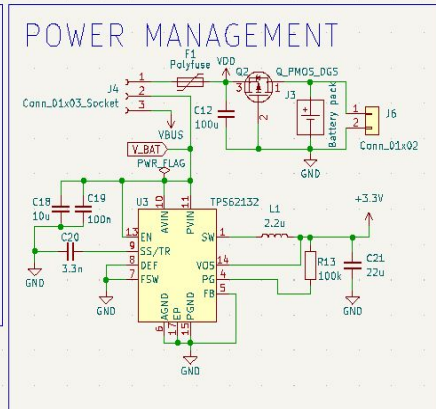 POWER MANAGEMENT
F1
Polyfuse
VDD
Q2
Q_PMOS_DGS
J4
Conn_01x03_Socket
1
2
3
3
1
2
C12
100u
J3
Battery pack
+
1
2
J6
Conn_01x02
VBUS
GND
V_BAT
PWR_FLAG
C18
10u
C19
100n
U3
TPS62132
10
11
AVIN
PVIN
L1
2.2u
+3.3V
13
EN
SW
1
C20
3.3n
9
SS/TR
8
DEF
VOS
14
7
FSW
PG
4
FB
5
R13
100k
C21
22u
GND
GND
GND
AGND
EP
PGND
6
17
15
GND